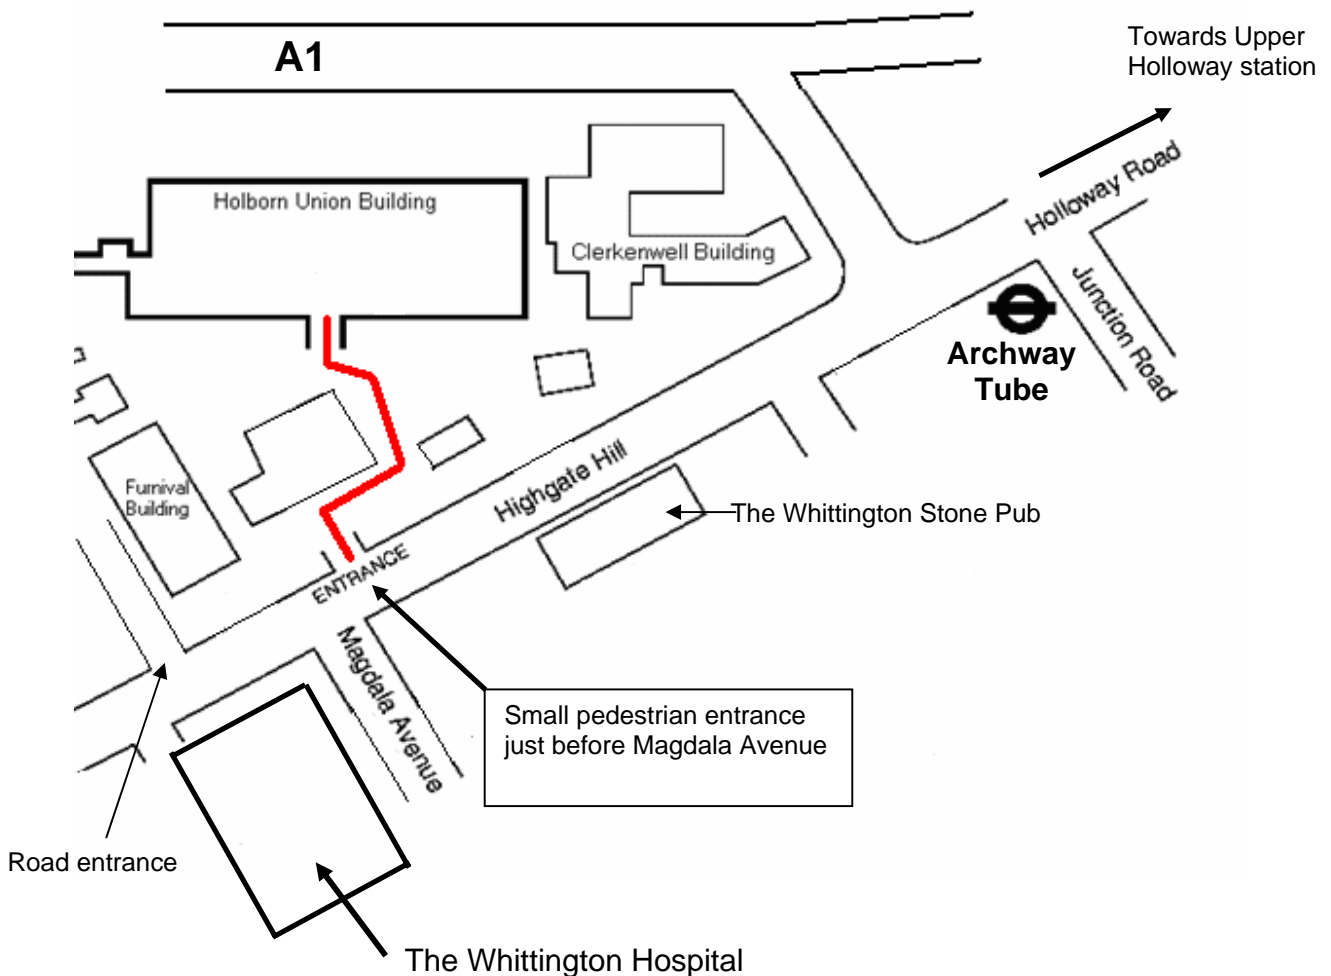 A1
Towards Upper
Holloway station
Holloway Road
Holborn Union Building
Clerkenwell Building
Junction Road
Archway
Tube
Highgate Hill
Furnival
Building
The Whittington Stone Pub
ENTRANCE
Magdala Avenue
Small pedestrian entrance
just before Magdala Avenue
Road entrance
The Whittington Hospital